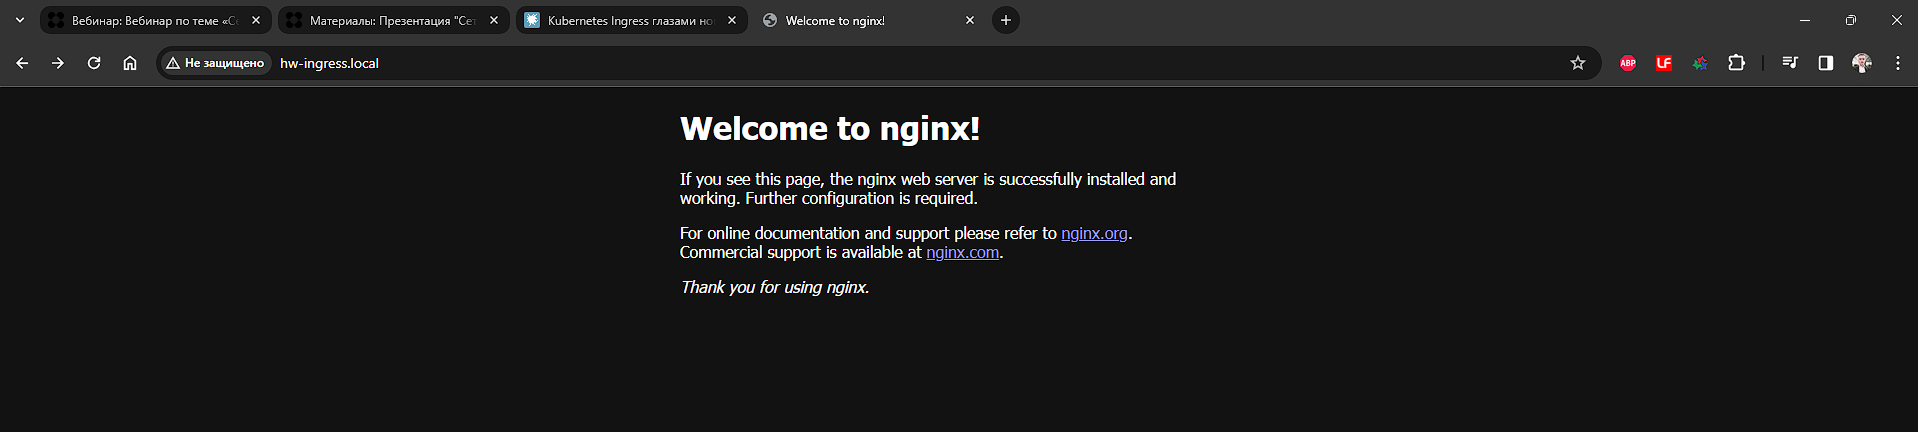 Вебинар: Вебинар по теме «Се
Материалы: Презентация "Сет
Kubernetes Ingress глазами но
Welcome to nginx!
Не защищено
hw-ingress.local
ABP
LF
Welcome to nginx!
If you see this page, the nginx web server is successfully installed and
working. Further configuration is required.
For online documentation and support please refer to nginx.org.
Commercial support is available at nginx.com.
Thank you for using nginx.